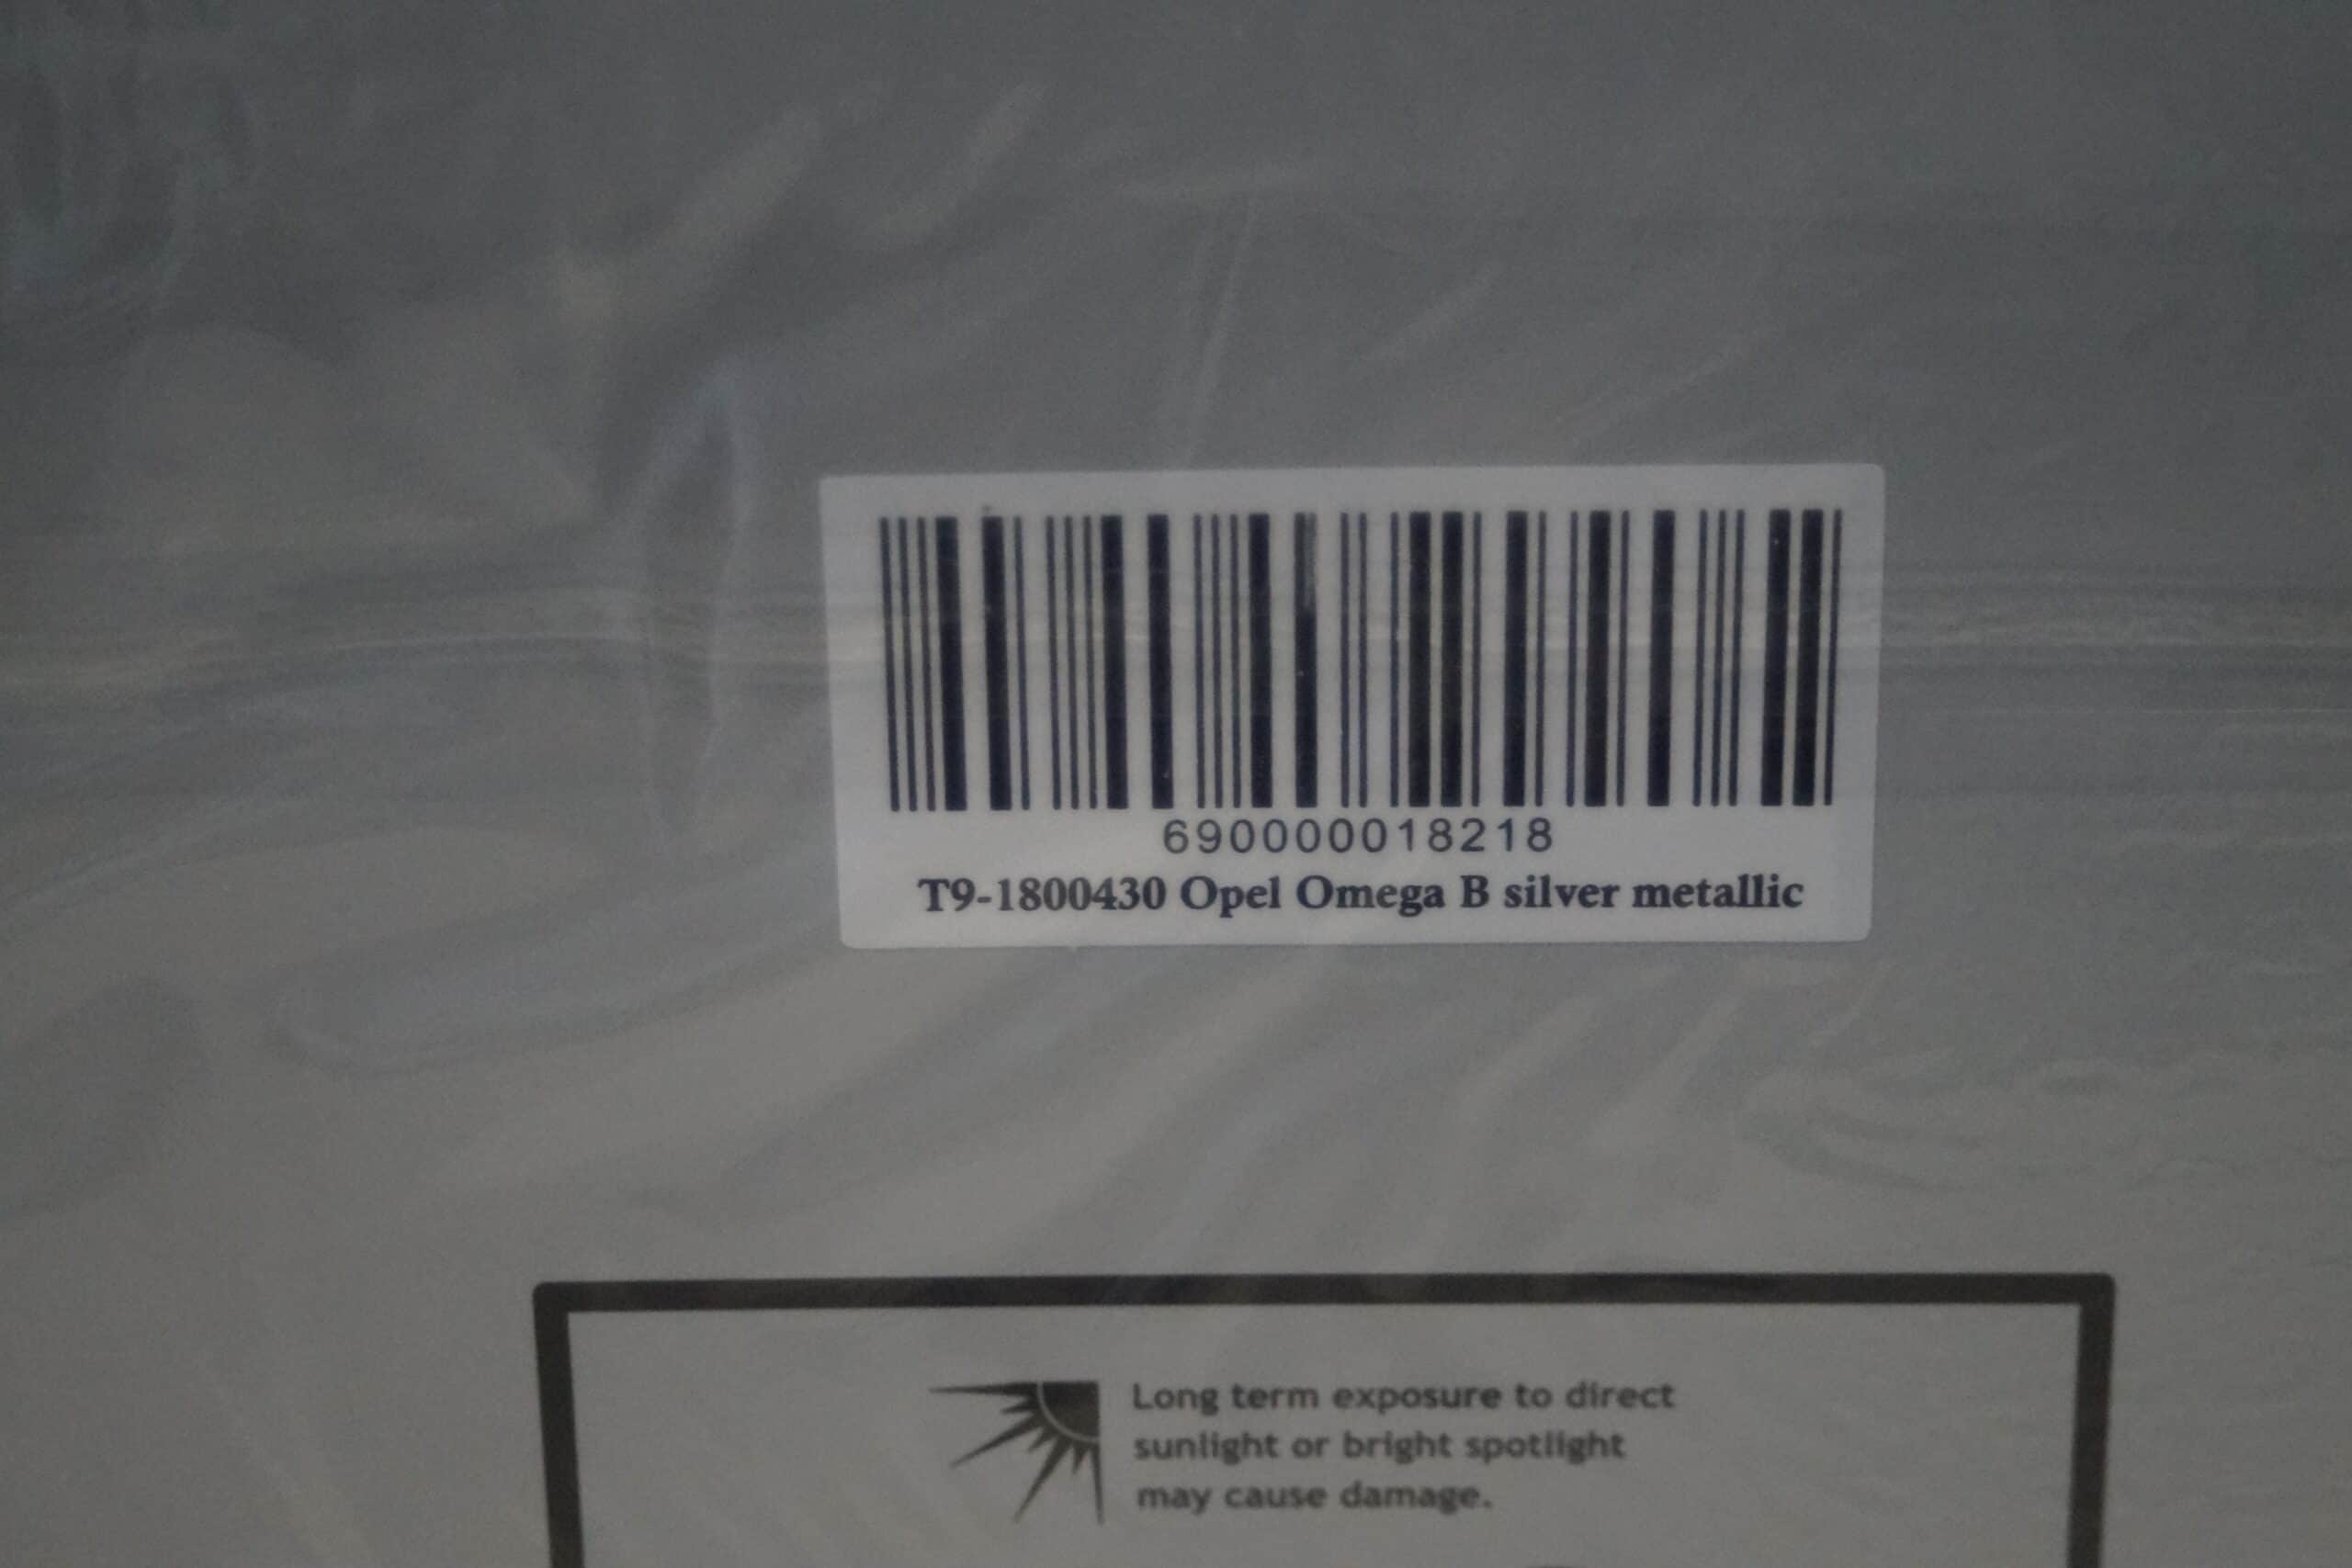 690000018218
T9-1800430 Opel Omega B silver metallic
Long term exposure to direct
sunlight or bright spotlight
may cause damage.